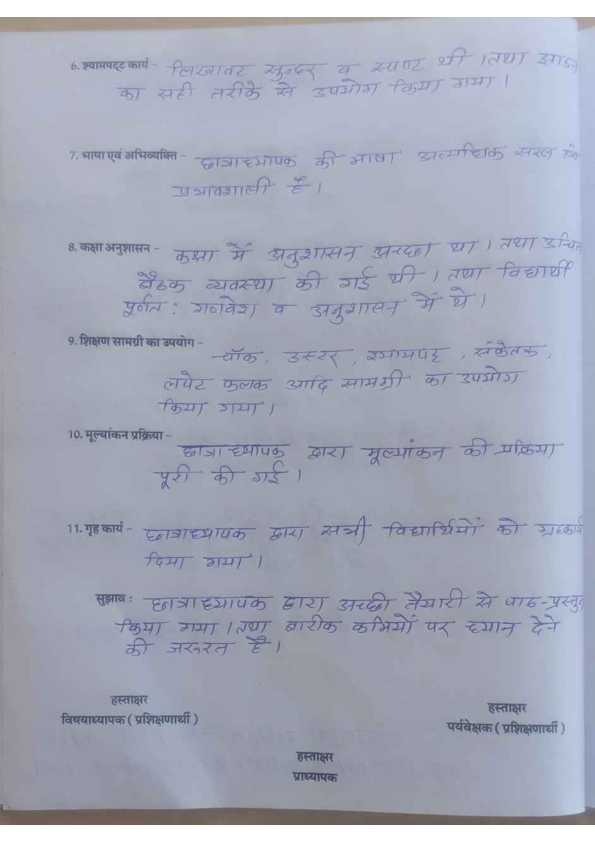 6. श्यामपट्ट कार्य - लिखावट सुन्दर व स्पष्ट थी । तथा
का सही तरीके से उपयोग किया गया ।
7. भाषा एवं अभिव्यक्ति - छात्राध्यापक की भाषा अत्यधिक सरल
प्रभावशाली हैं ।
8. कक्षा अनुशासन - कक्षा में अनुशासन अच्छा था । तथा उचित
बैठक व्यवस्था की गई थी । तथा विद्यार्थी
पूर्णत : गणवेश व अनुशासन में थे ।
9. शिक्षण सामग्री का उपयोग -
चॉक, डस्टर, श्यामपट्ट, संकेतक,
लपेट फलक आदि सामग्री का उपयोग
किया गया ।
10. मूल्यांकन प्रक्रिया -
छात्राध्यापक द्वारा मूल्यांकन की प्रक्रिया
पूरी की गई ।
11. गृह कार्य - छात्राध्यापक द्वारा सभी विद्यार्थियों को गृहकार्य
दिया गया ।
सुझाव : छात्राध्यापक द्वारा अच्छी तैयारी से पाठ-प्रस्तुत
किया गया । तथा बारीक कमियों पर ध्यान देने
की जरूरत है ।
हस्ताक्षर
विषयाध्यापक ( प्रशिक्षणार्थी )
हस्ताक्षर
पर्यवेक्षक ( प्रशिक्षणार्थी )
हस्ताक्षर
प्राध्यापक